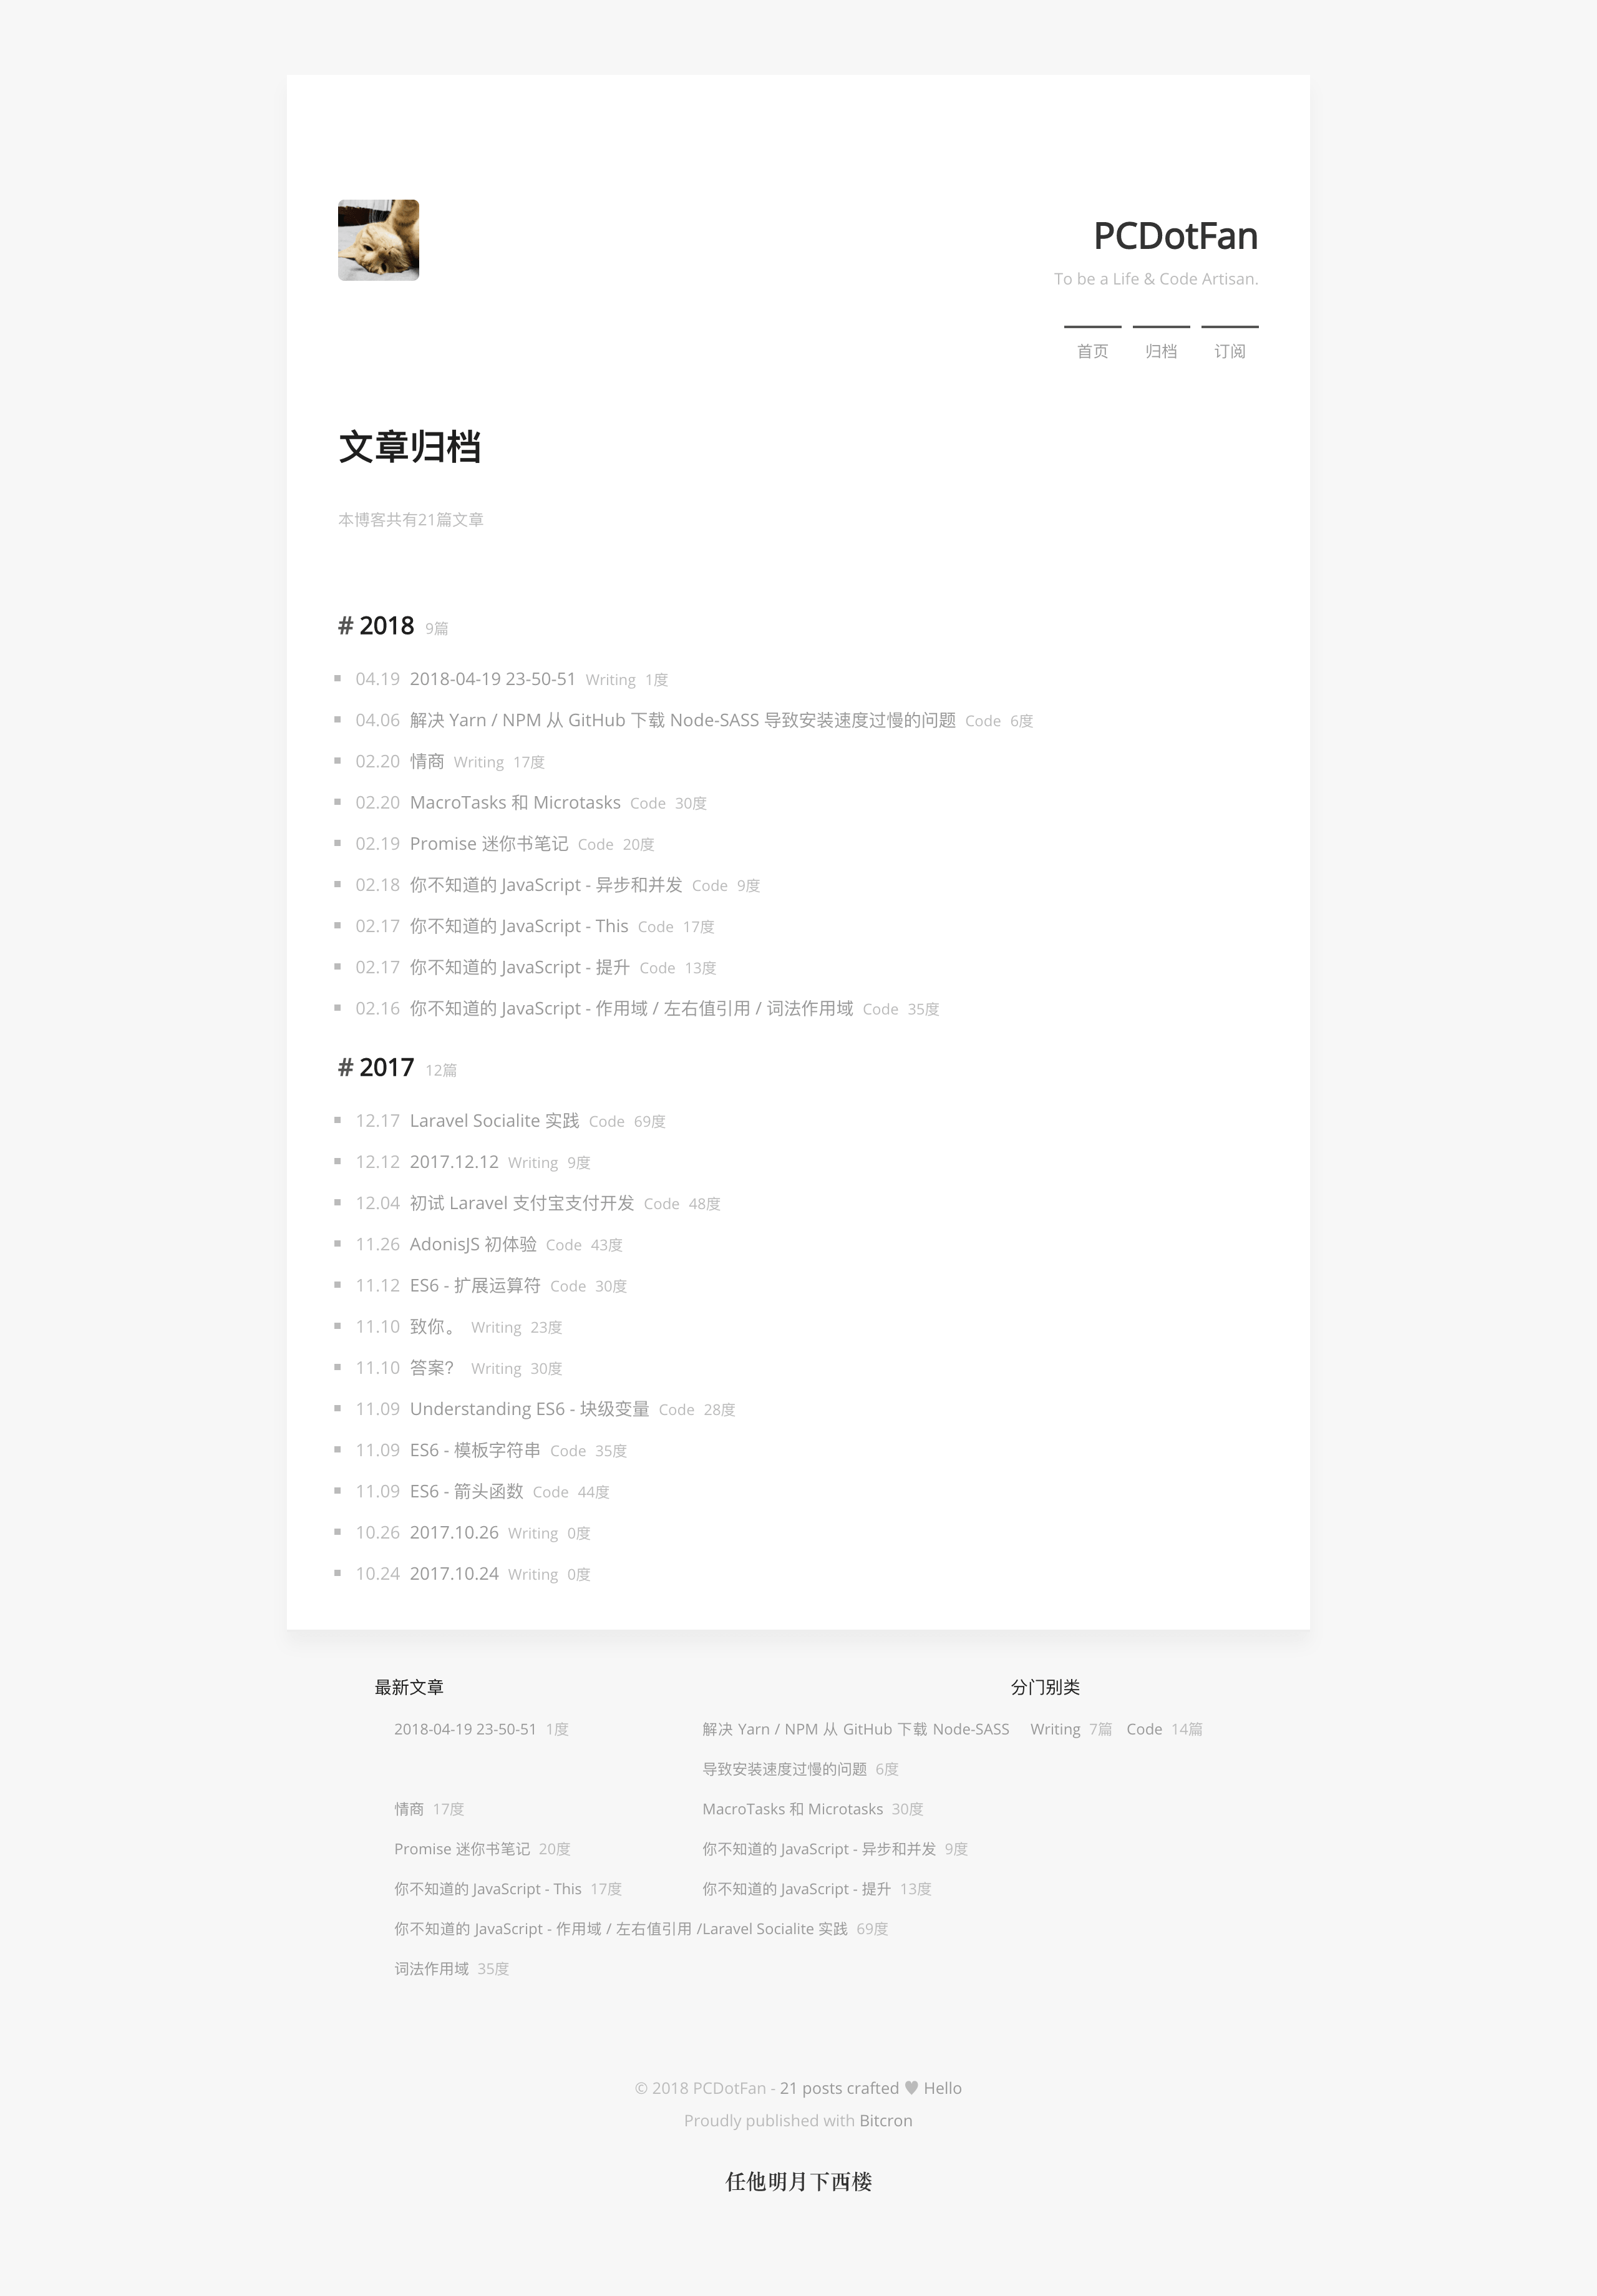 PCDotFan
To be a Life & Code Artisan.
首页 归档 订阅
文章归档
本博客共有21篇文章
# 2018 9篇
04.19 2018-04-19 23-50-51 Writing 1度
04.06 解决 Yarn / NPM 从 GitHub 下载 Node-SASS 导致安装速度过慢的问题 Code 6度
02.20 情商 Writing 17度
02.20 MacroTasks 和 Microtasks Code 30度
02.19 Promise 迷你书笔记 Code 20度
02.18 你不知道的 JavaScript - 异步和并发 Code 9度
02.17 你不知道的 JavaScript - This Code 17度
02.17 你不知道的 JavaScript - 提升 Code 13度
02.16 你不知道的 JavaScript - 作用域 / 左右值引用 / 词法作用域 Code 35度
# 2017 12篇
12.17 Laravel Socialite 实践 Code 69度
12.12 2017.12.12 Writing 9度
12.04 初试 Laravel 支付宝支付开发 Code 48度
11.26 AdonisJS 初体验 Code 43度
11.12 ES6 - 扩展运算符 Code 30度
11.10 致你。 Writing 23度
11.10 答案？ Writing 30度
11.09 Understanding ES6 - 块级变量 Code 28度
11.09 ES6 - 模板字符串 Code 35度
11.09 ES6 - 箭头函数 Code 44度
10.26 2017.10.26 Writing 0度
10.24 2017.10.24 Writing 0度
最新文章
2018-04-19 23-50-51 1度
解决 Yarn / NPM 从 GitHub 下载 Node-SASS
导致安装速度过慢的问题 6度
情商 17度
MacroTasks 和 Microtasks 30度
Promise 迷你书笔记 20度
你不知道的 JavaScript - 异步和并发 9度
你不知道的 JavaScript - This 17度
你不知道的 JavaScript - 提升 13度
你不知道的 JavaScript - 作用域 / 左右值引用 /
词法作用域 35度
Laravel Socialite 实践 69度
分门别类
Writing 7篇 Code 14篇
© 2018 PCDotFan - 21 posts crafted ♥ Hello
Proudly published with Bitcron
任他明月下西楼